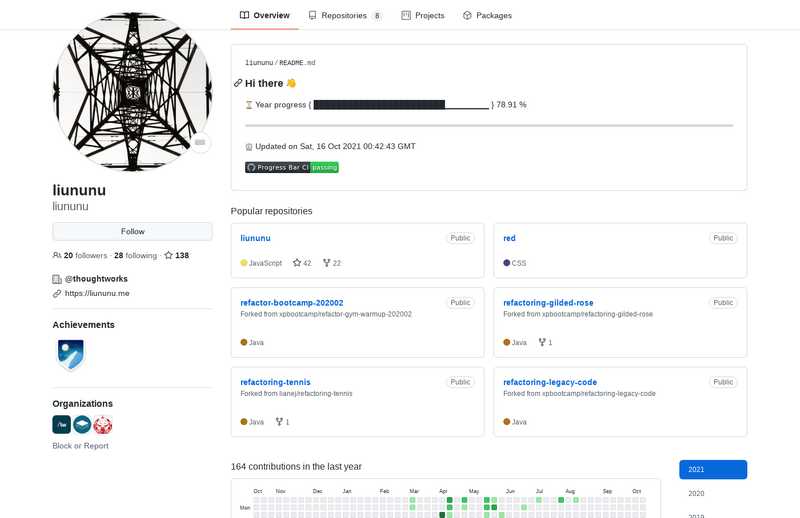 Overview
Repositories 8
Projects
Packages
liununu / README.md
Hi there 👋
⏳ Year progress { ████████████████████████▁▁▁▁▁▁▁ } 78.91 %
⏰ Updated on Sat, 16 Oct 2021 00:42:43 GMT
Progress Bar CI passing
liununu
liununu
Follow
20 followers · 28 following · 138
@thoughtworks
https://liununu.me
Achievements
Organizations
/tw
Block or Report
Popular repositories
liununu Public
JavaScript 42 22
red Public
CSS
refactor-bootcamp-202002 Public
Forked from xpbootcamp/refactor-gym-warmup-202002
Java
refactoring-gilded-rose Public
Forked from xpbootcamp/refactoring-gilded-rose
Java 1
refactoring-tennis Public
Forked from lianej/refactoring-tennis
Java 1
refactoring-legacy-code Public
Forked from xpbootcamp/refactoring-legacy-code
Java
164 contributions in the last year
Oct Nov Dec Jan Feb Mar Apr May Jun Jul Aug Sep Oct
Mon
2021
2020
2019